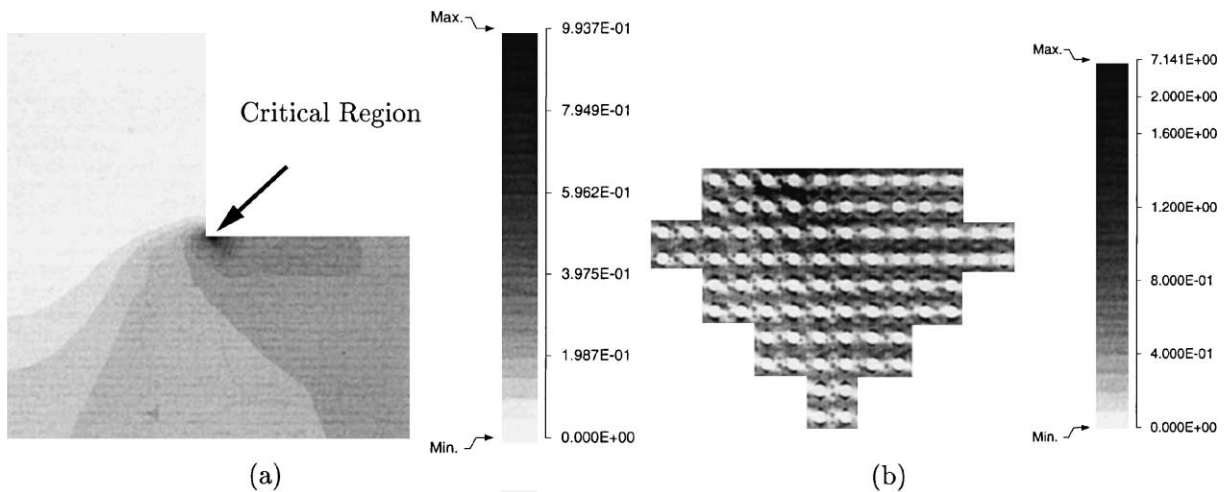 Max.
9.937E-01
7.949E-01
Critical Region
5.962E-01
3.975E-01
1.987E-01
Min.
0.000E+00
(a)
Max.
7.141E+00
2.000E+00
1.600E+00
1.200E+00
8.000E-01
4.000E-01
Min.
0.000E+00
(b)